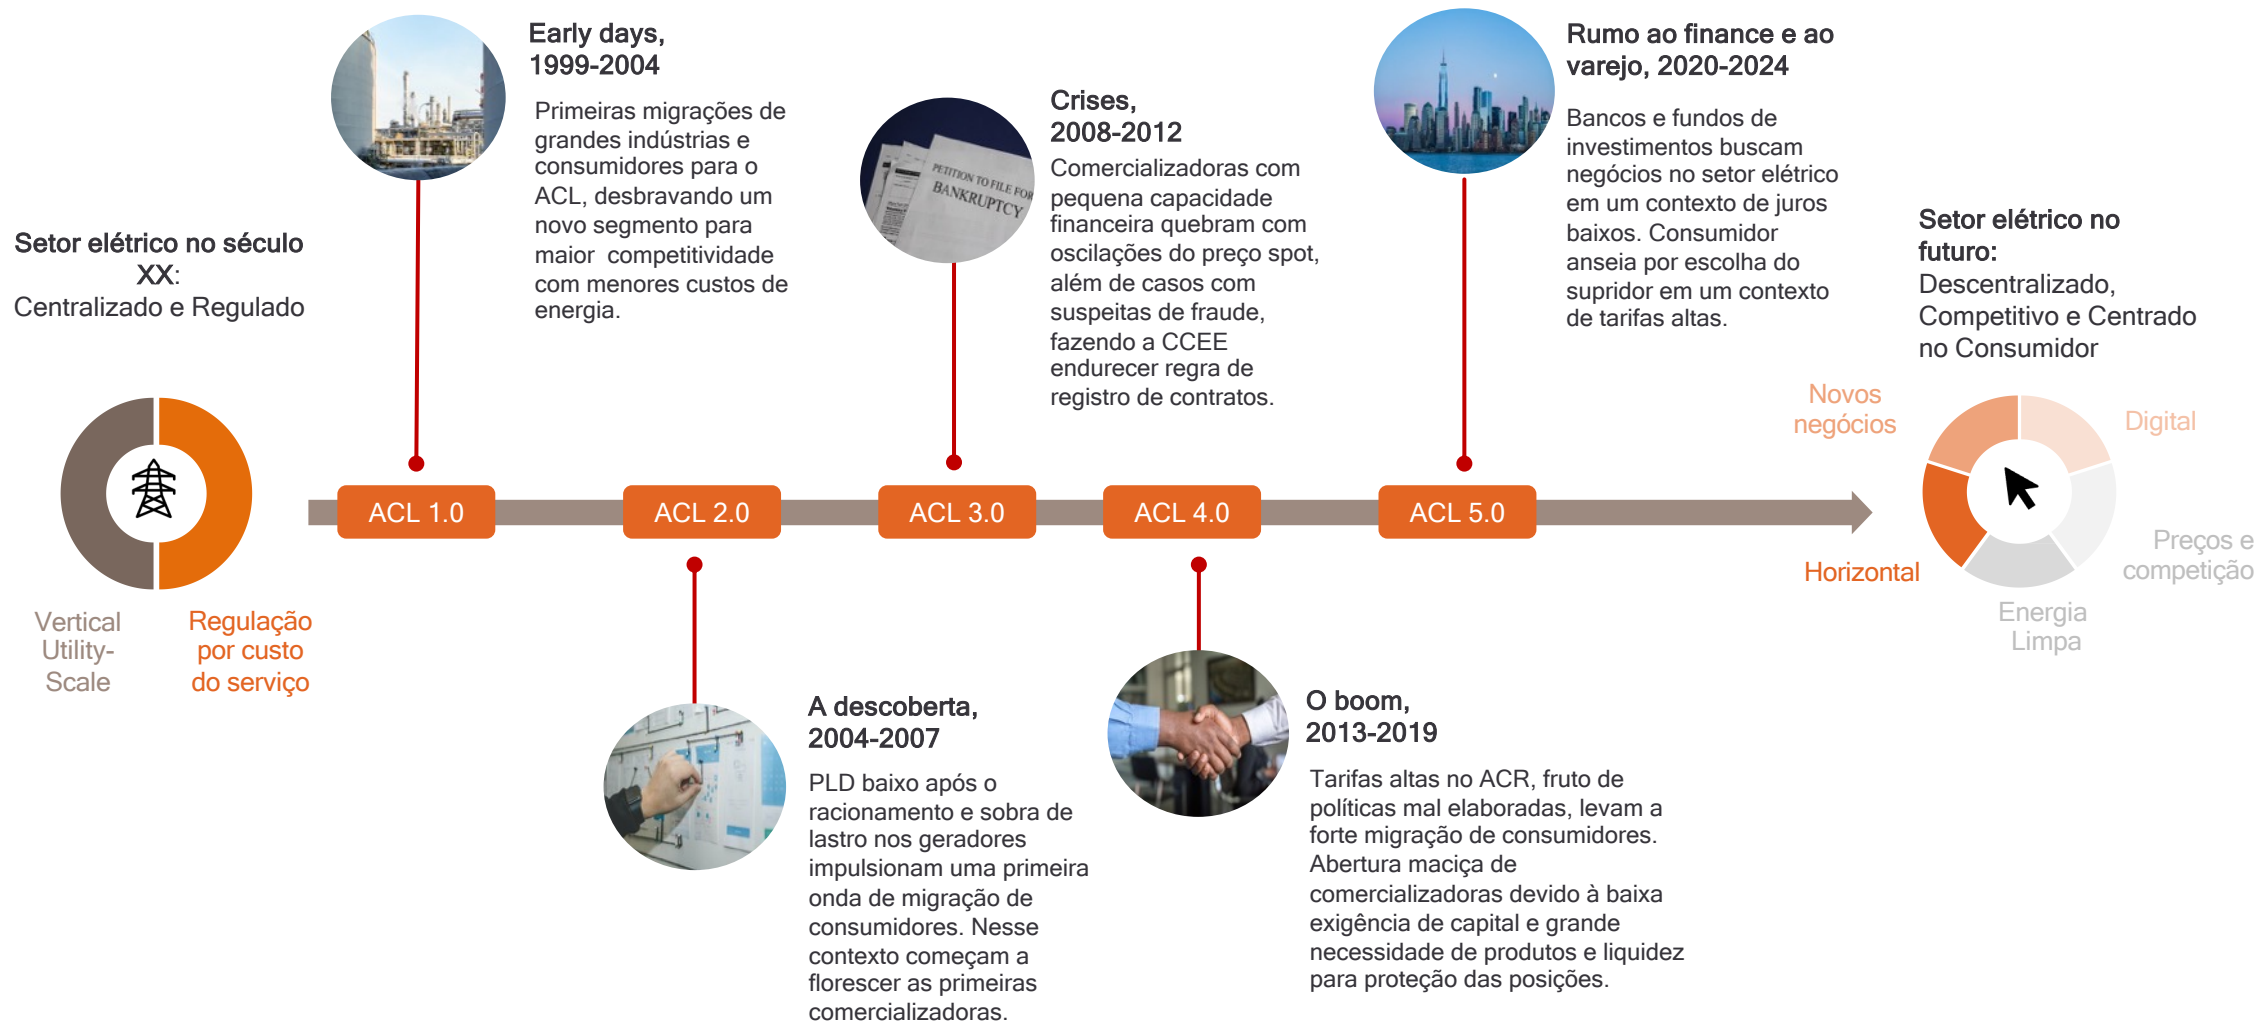 Setor elétrico no século
XX:
Centralizado e Regulado
Vertical
Utility-
Scale
Regulação
por custo
do serviço
Early days,
1999-2004
Primeiras migrações de
grandes indústrias e
consumidores para o
ACL, desbravando um
novo segmento para
maior competitividade
com menores custos de
energia.
ACL 1.0
ACL 2.0
A descoberta,
2004-2007
PLD baixo após o
racionamento e sobra de
lastro nos geradores
impulsionam uma primeira
onda de migração de
consumidores. Nesse
contexto começam a
florescer as primeiras
comercializadoras.
PETITION TO FILE FOR
BANKRUPTCY
Crises,
2008-2012
Comercializadoras com
pequena capacidade
financeira quebram com
oscilações do preço spot,
além de casos com
suspeitas de fraude,
fazendo a CCEE
endurecer regra de
registro de contratos.
ACL 3.0
ACL 4.0
O boom,
2013-2019
Tarifas altas no ACR, fruto de
políticas mal elaboradas, levam a
forte migração de consumidores.
Abertura maciça de
comercializadoras devido à baixa
exigência de capital e grande
necessidade de produtos e liquidez
para proteção das posições.
Rumo ao finance e ao
varejo, 2020-2024
Bancos e fundos de
investimentos buscam
negócios no setor elétrico
em um contexto de juros
baixos. Consumidor
anseia por escolha do
supridor em um contexto
de tarifas altas.
ACL 5.0
Setor elétrico no
futuro:
Descentralizado,
Competitivo e Centrado
no Consumidor
Novos
negócios
Digital
Preços e
competição
Horizontal
Energia
Limpa